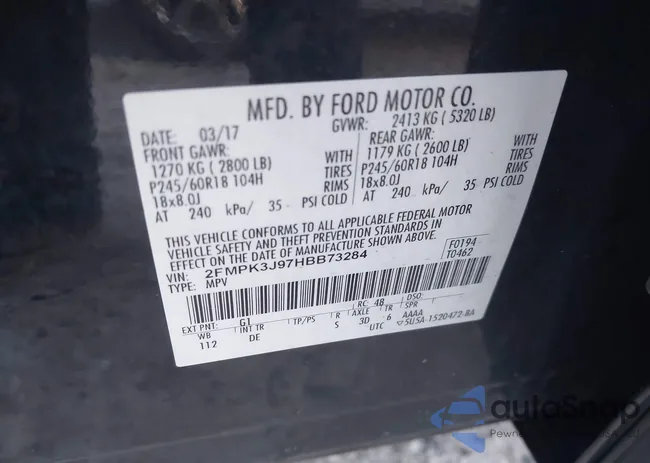 MFD. BY FORD MOTOR CO.
DATE: 03/17 GVWR: 2413 KG ( 5320 LB)
FRONT GAWR: REAR GAWR:
1270 KG ( 2800 LB) WITH 1179 KG ( 2600 LB) WITH
P245/60R18 104H TIRES P245/60R18 104H TIRES
18x8.0J RIMS 18x8.0J RIMS
AT 240 kPa/ 35 PSI COLD AT 240 kPa/ 35 PSI COLD
THIS VEHICLE CONFORMS TO ALL APPLICABLE FEDERAL MOTOR
VEHICLE SAFETY AND THEFT PREVENTION STANDARDS IN
EFFECT ON THE DATE OF MANUFACTURE SHOWN ABOVE.
VIN: 2FMPK3J97HBB73284 F0194
TYPE: MPV T0462
EXT PNT: G1 RC: 48 DSO:
WB INT TR TP/PS R AXLE TR SPR
112 DE S 3D 6 AAAA
UTC 5U5A-1520472-BA
autoSnap